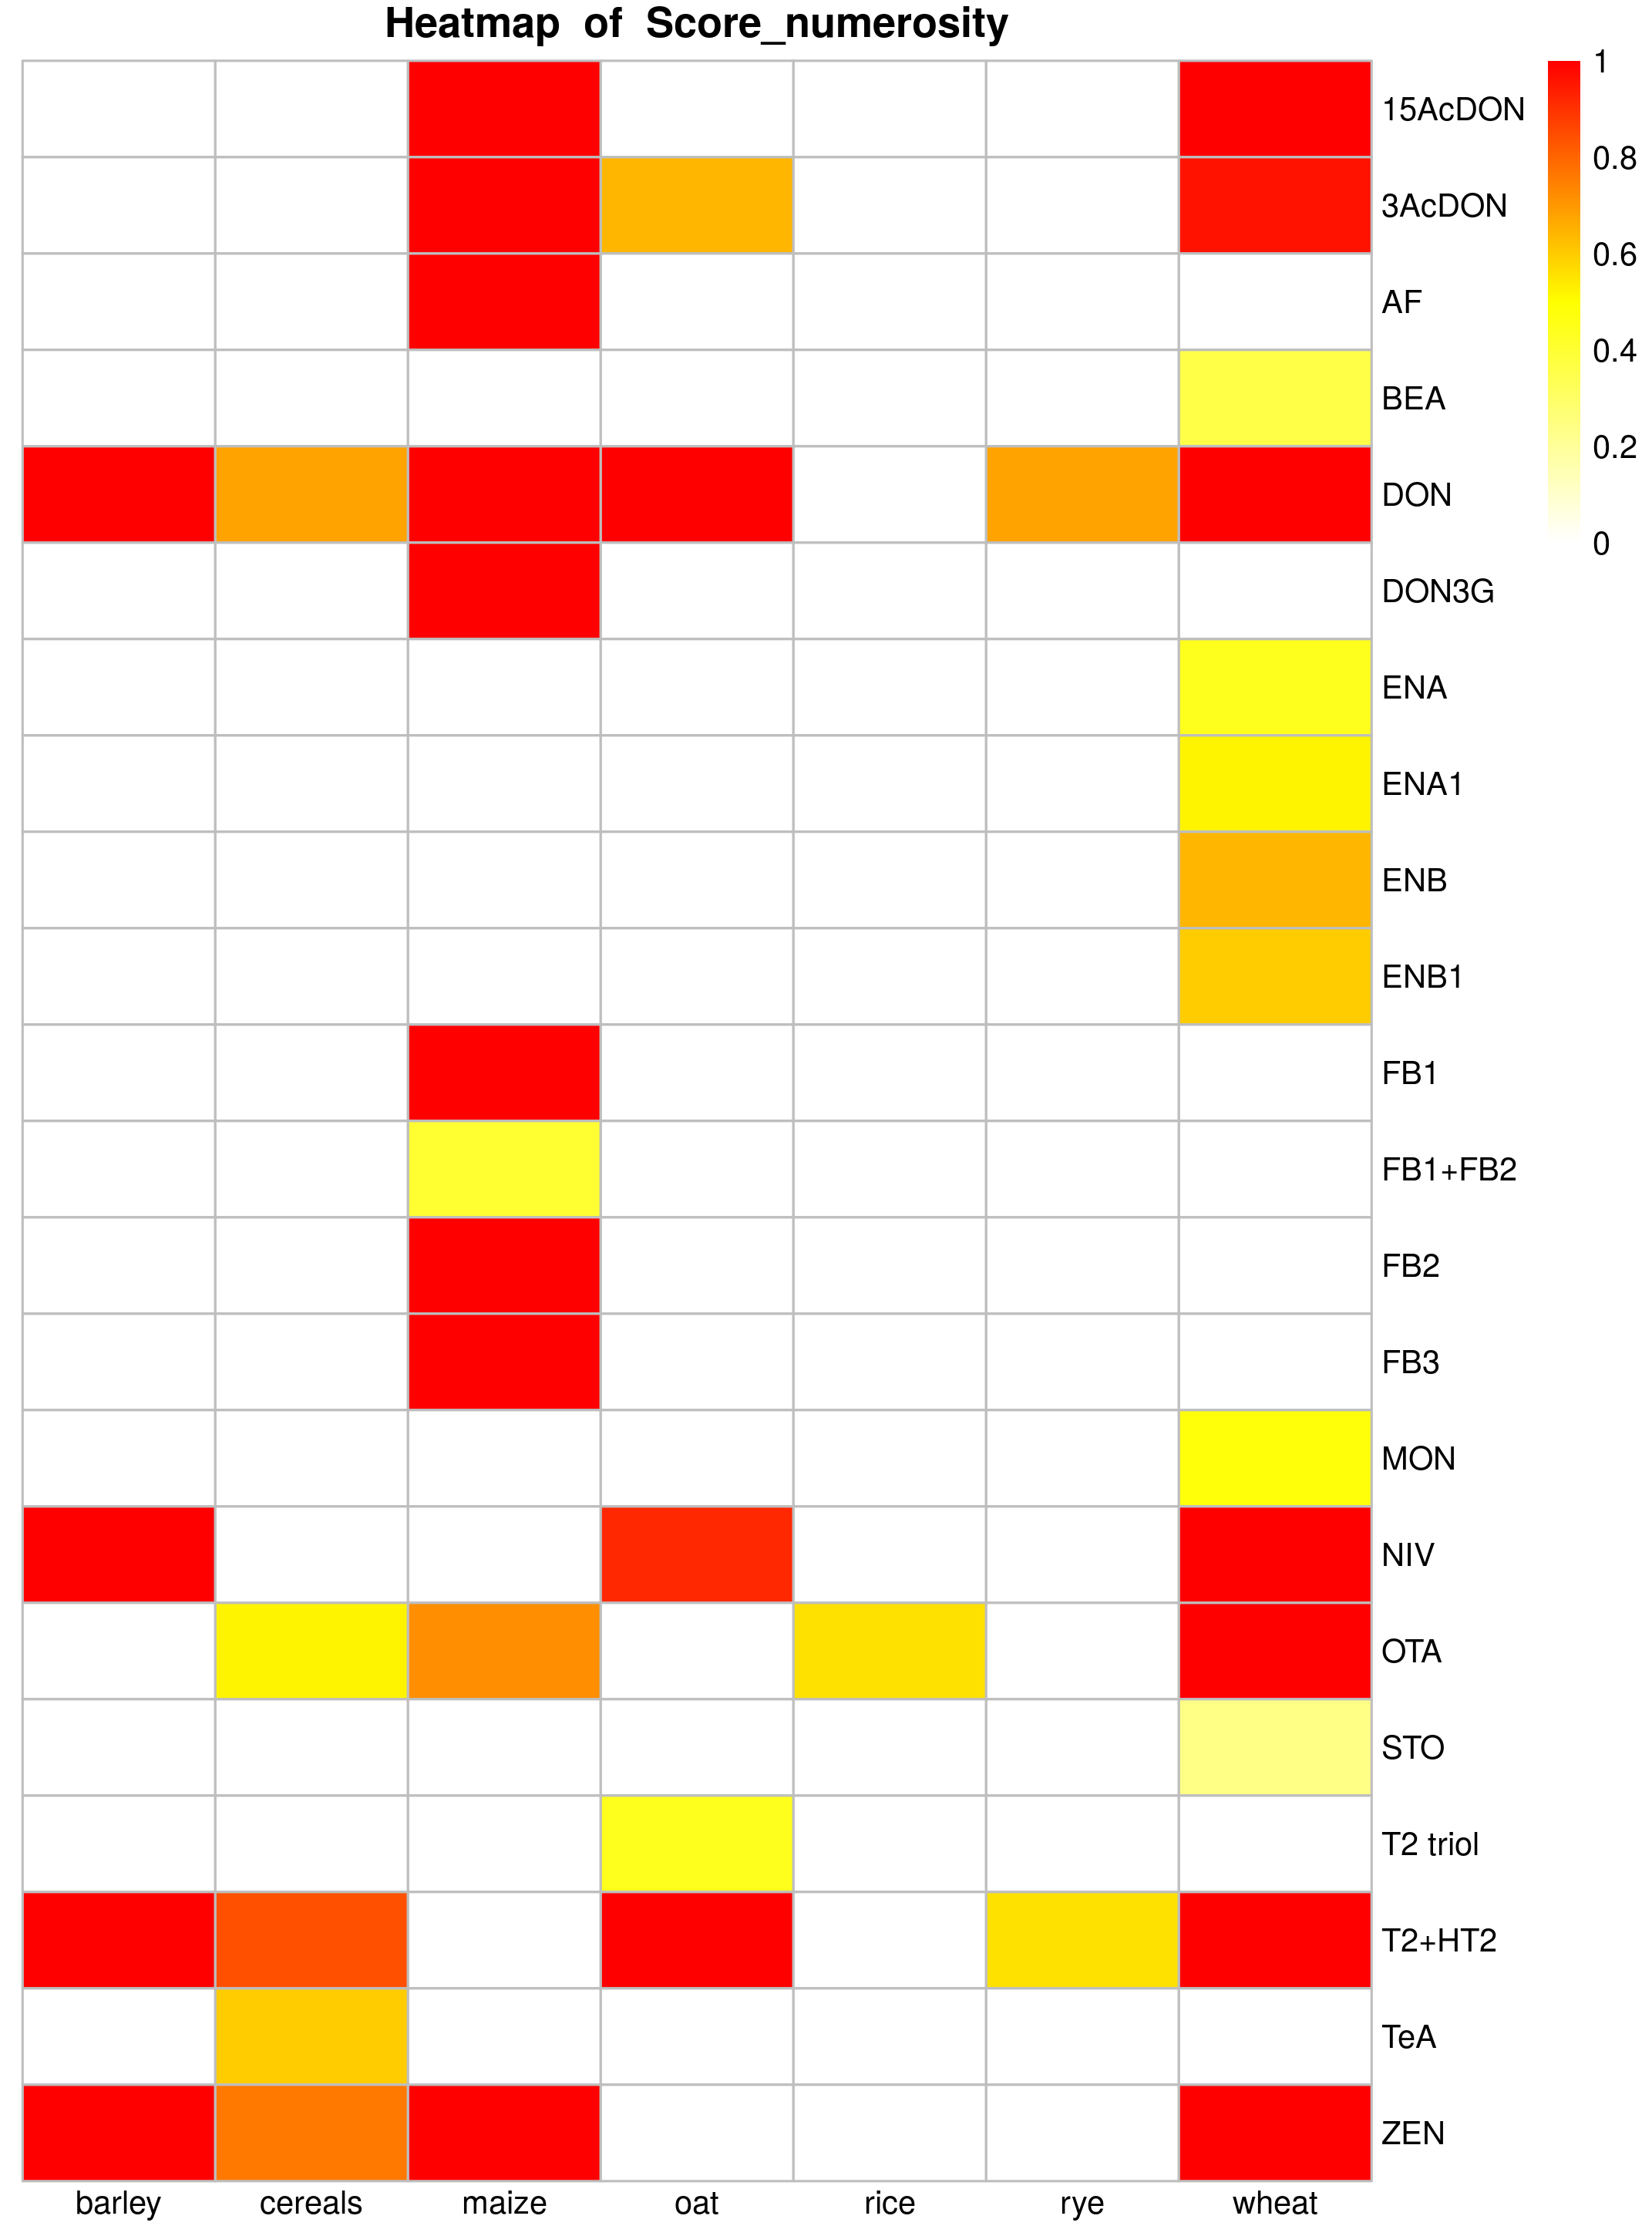 Heatmap of Score_numerosity
1
0.8
0.6
0.4
0.2
0
15AcDON
3AcDON
AF
BEA
DON
DON3G
ENA
ENA1
ENB
ENB1
FB1
FB1+FB2
FB2
FB3
MON
NIV
OTA
STO
T2 triol
T2+HT2
TeA
ZEN
barley cereals maize oat rice rye wheat